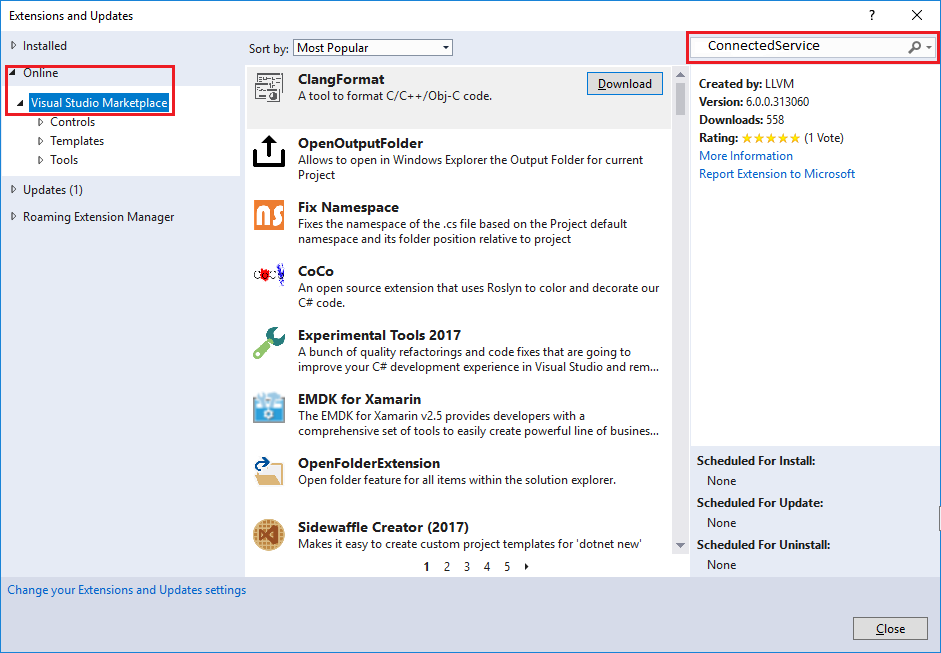 Extensions and Updates
?
Installed
Online
Visual Studio Marketplace
Controls
Templates
Tools
Updates (1)
Roaming Extension Manager
Sort by: Most Popular
ClangFormat
A tool to format C/C++/Obj-C code.
Download
OpenOutputFolder
Allows to open in Windows Explorer the Output Folder for current
Project
ns
Fix Namespace
Fixes the namespace of the .cs file based on the Project default
namespace and its folder position relative to project
CoCo
An open source extension that uses Roslyn to color and decorate our
C# code.
Experimental Tools 2017
A bunch of quality refactorings and code fixes that are going to
improve your C# development experience in Visual Studio and rem...
EMDK for Xamarin
The EMDK for Xamarin v2.5 provides developers with a
comprehensive set of tools to easily create powerful line of busines...
OpenFolderExtension
Open folder feature for all items within the solution explorer.
Sidewaffle Creator (2017)
Makes it easy to create custom project templates for 'dotnet new'
1 2 3 4 5
ConnectedService
Created by: LLVM
Version: 6.0.0.313060
Downloads: 558
Rating: (1 Vote)
More Information
Report Extension to Microsoft
Scheduled For Install:
None
Scheduled For Update:
None
Scheduled For Uninstall:
None
Change your Extensions and Updates settings
Close